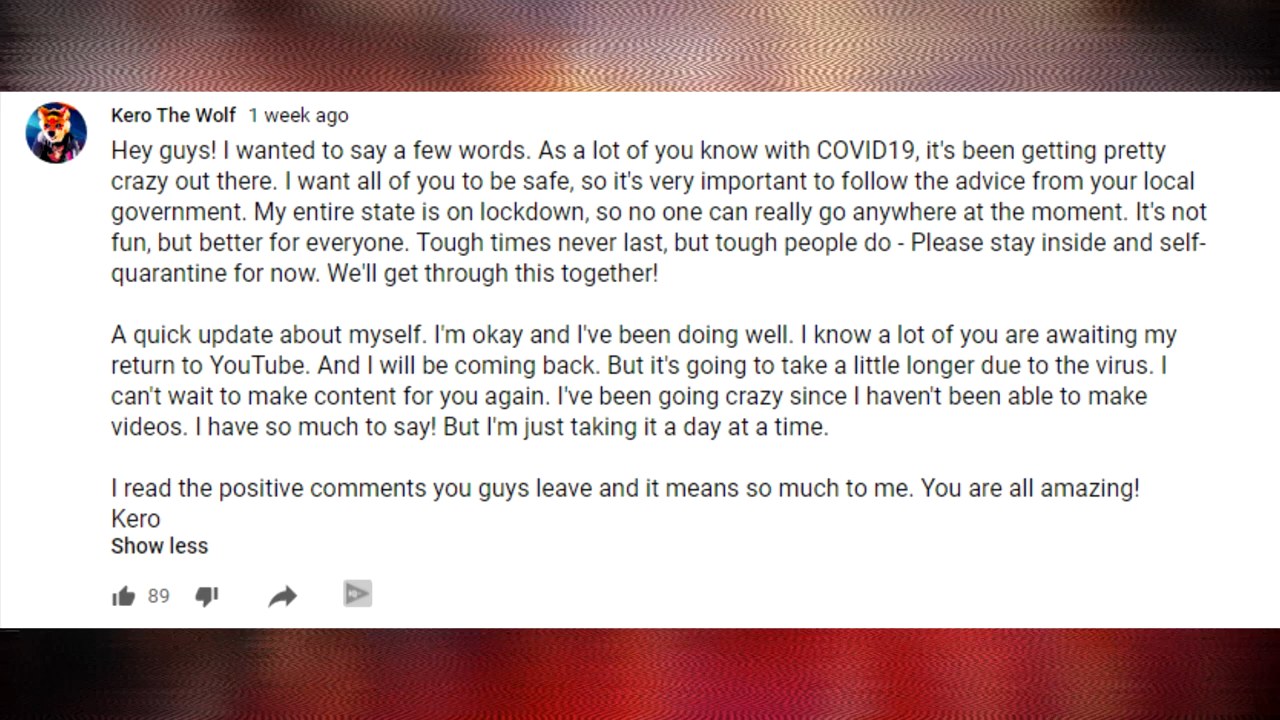 Kero The Wolf 1 week ago
Hey guys! I wanted to say a few words. As a lot of you know with COVID19, it's been getting pretty
crazy out there. I want all of you to be safe, so it's very important to follow the advice from your local
government. My entire state is on lockdown, so no one can really go anywhere at the moment. It's not
fun, but better for everyone. Tough times never last, but tough people do - Please stay inside and self-
quarantine for now. We'll get through this together!
A quick update about myself. I'm okay and I've been doing well. I know a lot of you are awaiting my
return to YouTube. And I will be coming back. But it's going to take a little longer due to the virus. I
can't wait to make content for you again. I've been going crazy since I haven't been able to make
videos. I have so much to say! But I'm just taking it a day at a time.
I read the positive comments you guys leave and it means so much to me. You are all amazing!
Kero
Show less
89